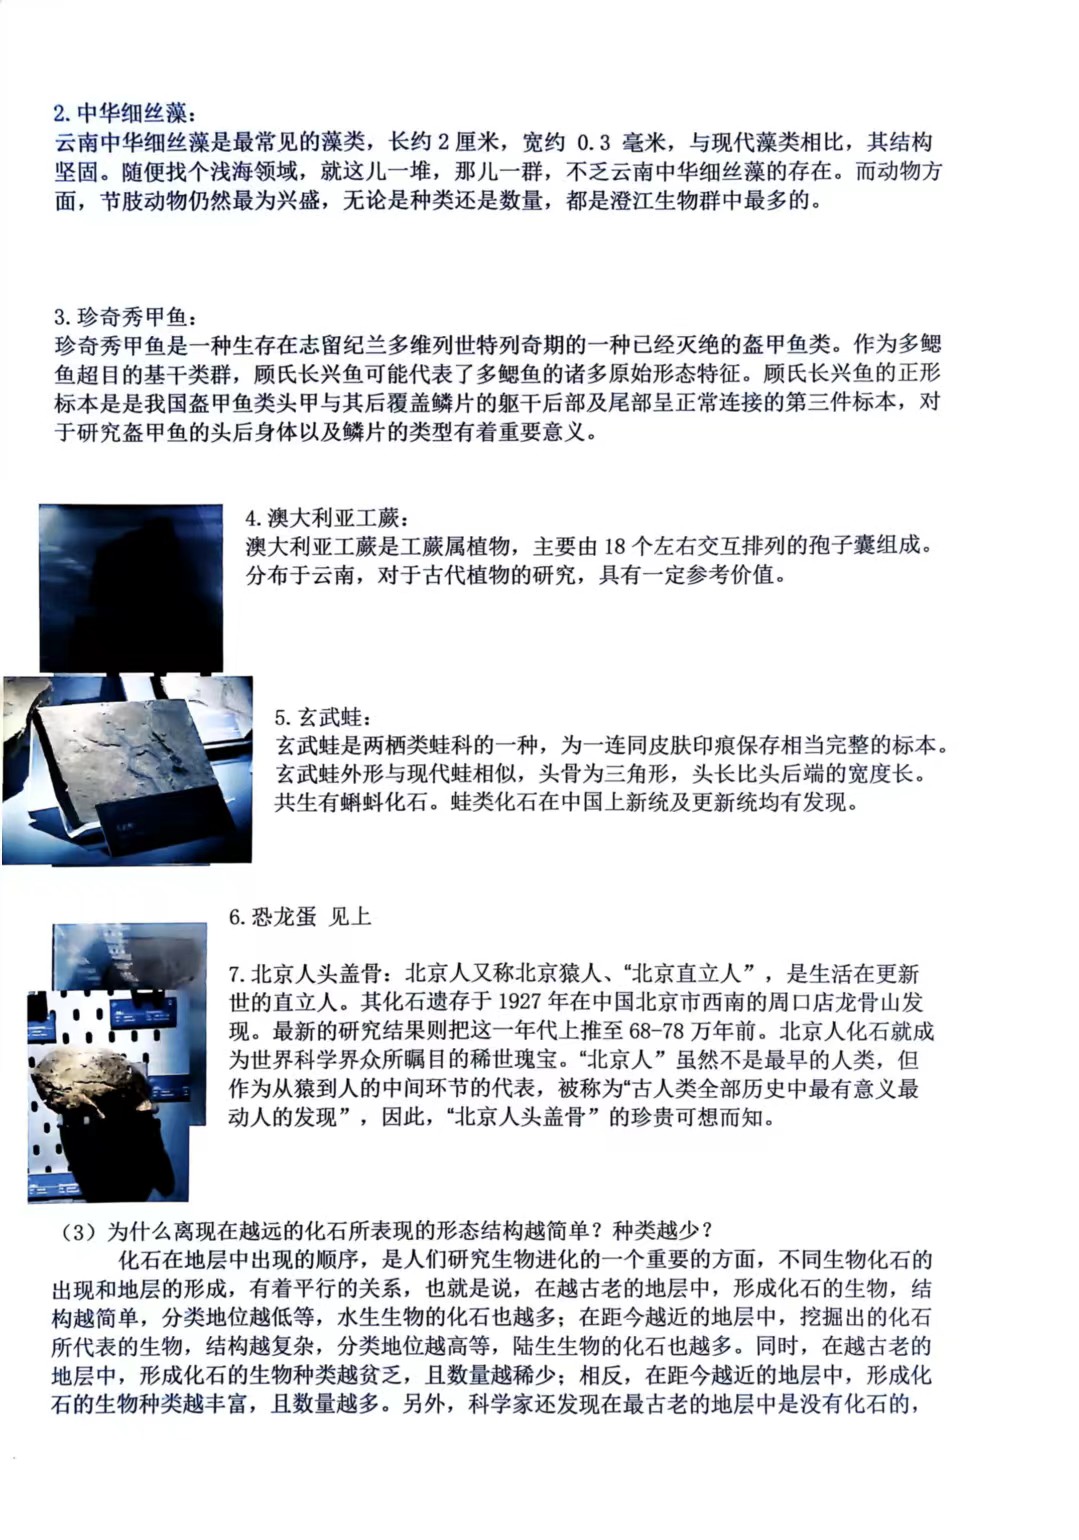 2.中华细丝藻：
云南中华细丝藻是最常见的藻类，长约2厘米，宽约 0.3 毫米，与现代藻类相比，其结构
坚固。随便找个浅海领域，就这儿一堆，那儿一群，不乏云南中华细丝藻的存在。而动物方
面，节肢动物仍然最为兴盛，无论是种类还是数量，都是澄江生物群中最多的。
3.珍奇秀甲鱼：
珍奇秀甲鱼是一种生存在志留纪兰多维列世特列奇期的一种已经灭绝的盔甲鱼类。作为多鳃
鱼超目的基干类群，顾氏长兴鱼可能代表了多鳃鱼的诸多原始形态特征。顾氏长兴鱼的正形
标本是是我国盔甲鱼类头甲与其后覆盖鳞片的躯干后部及尾部呈正常连接的第三件标本，对
于研究盔甲鱼的头后身体以及鳞片的类型有着重要意义。
4.澳大利亚工蕨：
澳大利亚工蕨是工蕨属植物，主要由18个左右交互排列的孢子囊组成。
分布于云南，对于古代植物的研究，具有一定参考价值。
5.玄武蛙：
玄武蛙是两栖类蛙科的一种，为一连同皮肤印痕保存相当完整的标本。
玄武蛙外形与现代蛙相似，头骨为三角形，头长比头后端的宽度长。
共生有蝌蚪化石。蛙类化石在中国上新统及更新统均有发现。
6.恐龙蛋 见上
7.北京人头盖骨：北京人又称北京猿人、“北京直立人”，是生活在更新
世的直立人。其化石遗存于1927年在中国北京市西南的周口店龙骨山发
现。最新的研究结果则把这一年代上推至68-78万年前。北京人化石就成
为世界科学界众所瞩目的稀世瑰宝。“北京人”虽然不是最早的人类，但
作为从猿到人的中间环节的代表，被称为“古人类全部历史中最有意义最
动人的发现”，因此，“北京人头盖骨”的珍贵可想而知。
（3）为什么离现在越远的化石所表现的形态结构越简单？种类越少？
化石在地层中出现的顺序，是人们研究生物进化的一个重要的方面，不同生物化石的
出现和地层的形成，有着平行的关系，也就是说，在越古老的地层中，形成化石的生物，结
构越简单，分类地位越低等，水生生物的化石也越多；在距今越近的地层中，挖掘出的化石
所代表的生物，结构越复杂，分类地位越高等，陆生生物的化石也越多。同时，在越古老的
地层中，形成化石的生物种类越贫乏，且数量越稀少；相反，在距今越近的地层中，形成化
石的生物种类越丰富，且数量越多。另外，科学家还发现在最古老的地层中是没有化石的，